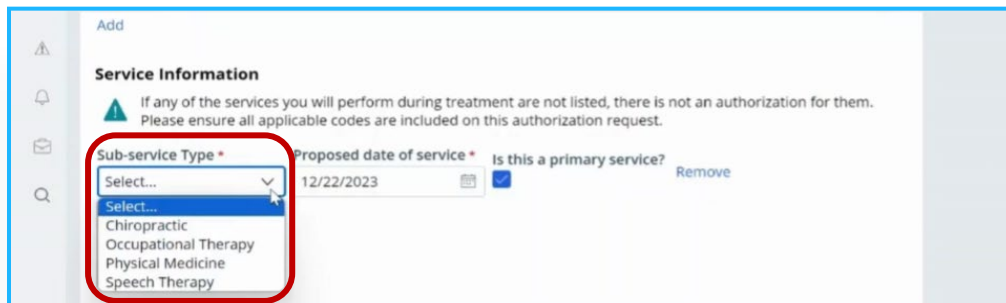 Add
Service Information
If any of the services you will perform during treatment are not listed, there is not an authorization for them.
Please ensure all applicable codes are included on this authorization request.
Sub-service Type * Proposed date of service * Is this a primary service?
Select... 12/22/2023 Remove
Select...
Chiropractic
Occupational Therapy
Physical Medicine
Speech Therapy